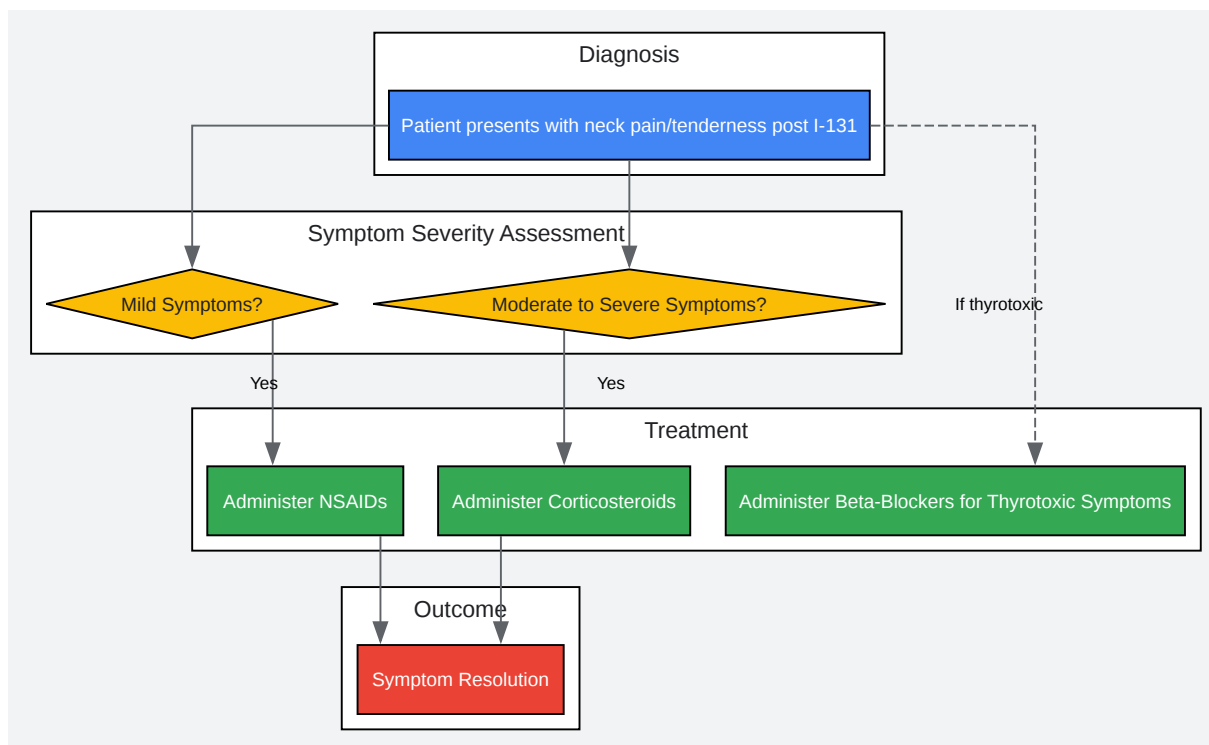 Diagnosis
Patient presents with neck pain/tenderness post I-131
Symptom Severity Assessment
Mild Symptoms?
Moderate to Severe Symptoms?
If thyrotoxic
Yes
Yes
Treatment
Administer NSAIDs
Administer Corticosteroids
Administer Beta-Blockers for Thyrotoxic Symptoms
Outcome
Symptom Resolution